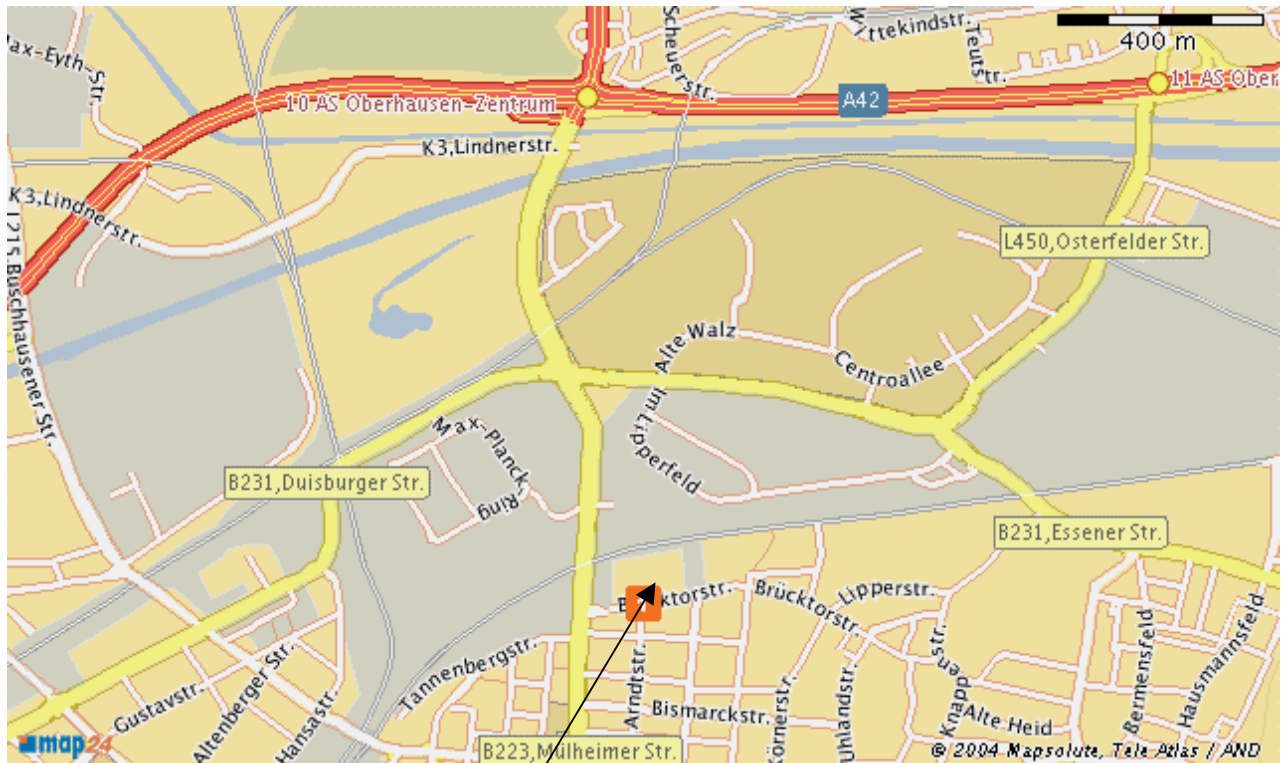 400 m
Max-Eyth-Str.
Scheuerstr.
Wittekindstr.
Teutstr.
10 AS Oberhausen-Zentrum
A42
11 AS Ober
K3,Lindnerstr.
K3,Lindnerstr.
L215,Buschhausener Str.
L450,Osterfelder Str.
Alte Walz
Centroallee
Im Lipperfeld
Max-Planck-Ring
B231,Duisburger Str.
B231,Essener Str.
Brücktorstr.
Lipperstr.
Tannenbergstr.
Arndtstr.
Bismarckstr.
Uhlandstr.
Knappenstr.
Alte Heid
Bermensfeld
Hausmannsfeld
Gustavstr.
Altenberger Str.
Hansastr.
B223,Mülheimer Str.
map24
© 2004 Mapsolute, Tele Atlas / AND